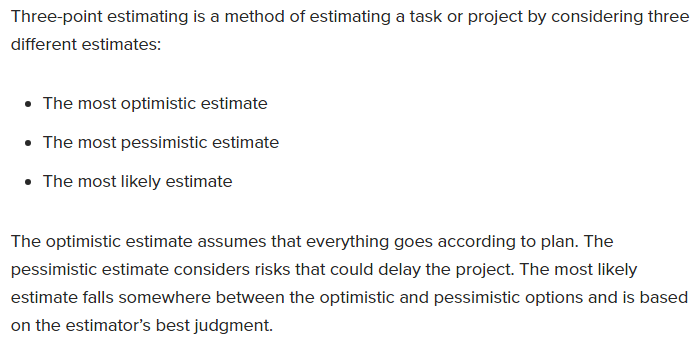 Three-point estimating is a method of estimating a task or project by considering three
different estimates:
• The most optimistic estimate
• The most pessimistic estimate
• The most likely estimate
The optimistic estimate assumes that everything goes according to plan. The
pessimistic estimate considers risks that could delay the project. The most likely
estimate falls somewhere between the optimistic and pessimistic options and is based
on the estimator’s best judgment.